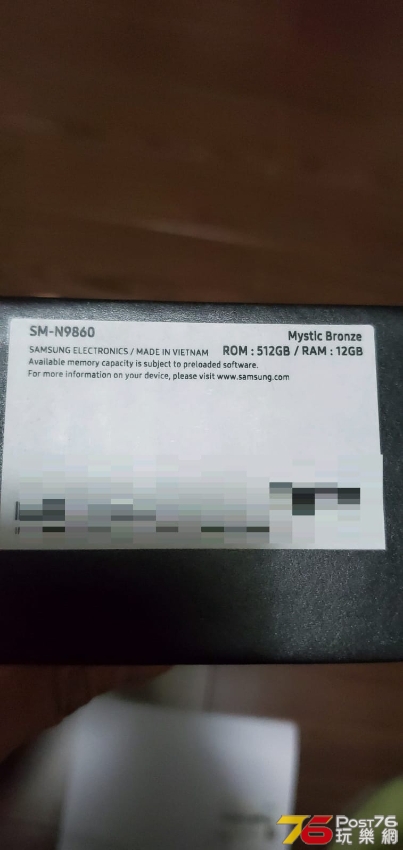 SM-N9860
Mystic Bronze
SAMSUNG ELECTRONICS / MADE IN VIETNAM ROM : 512GB / RAM : 12GB
Available memory capacity is subject to preloaded software.
For more information on your device, please visit www.samsung.com
76 POST76
玩樂網